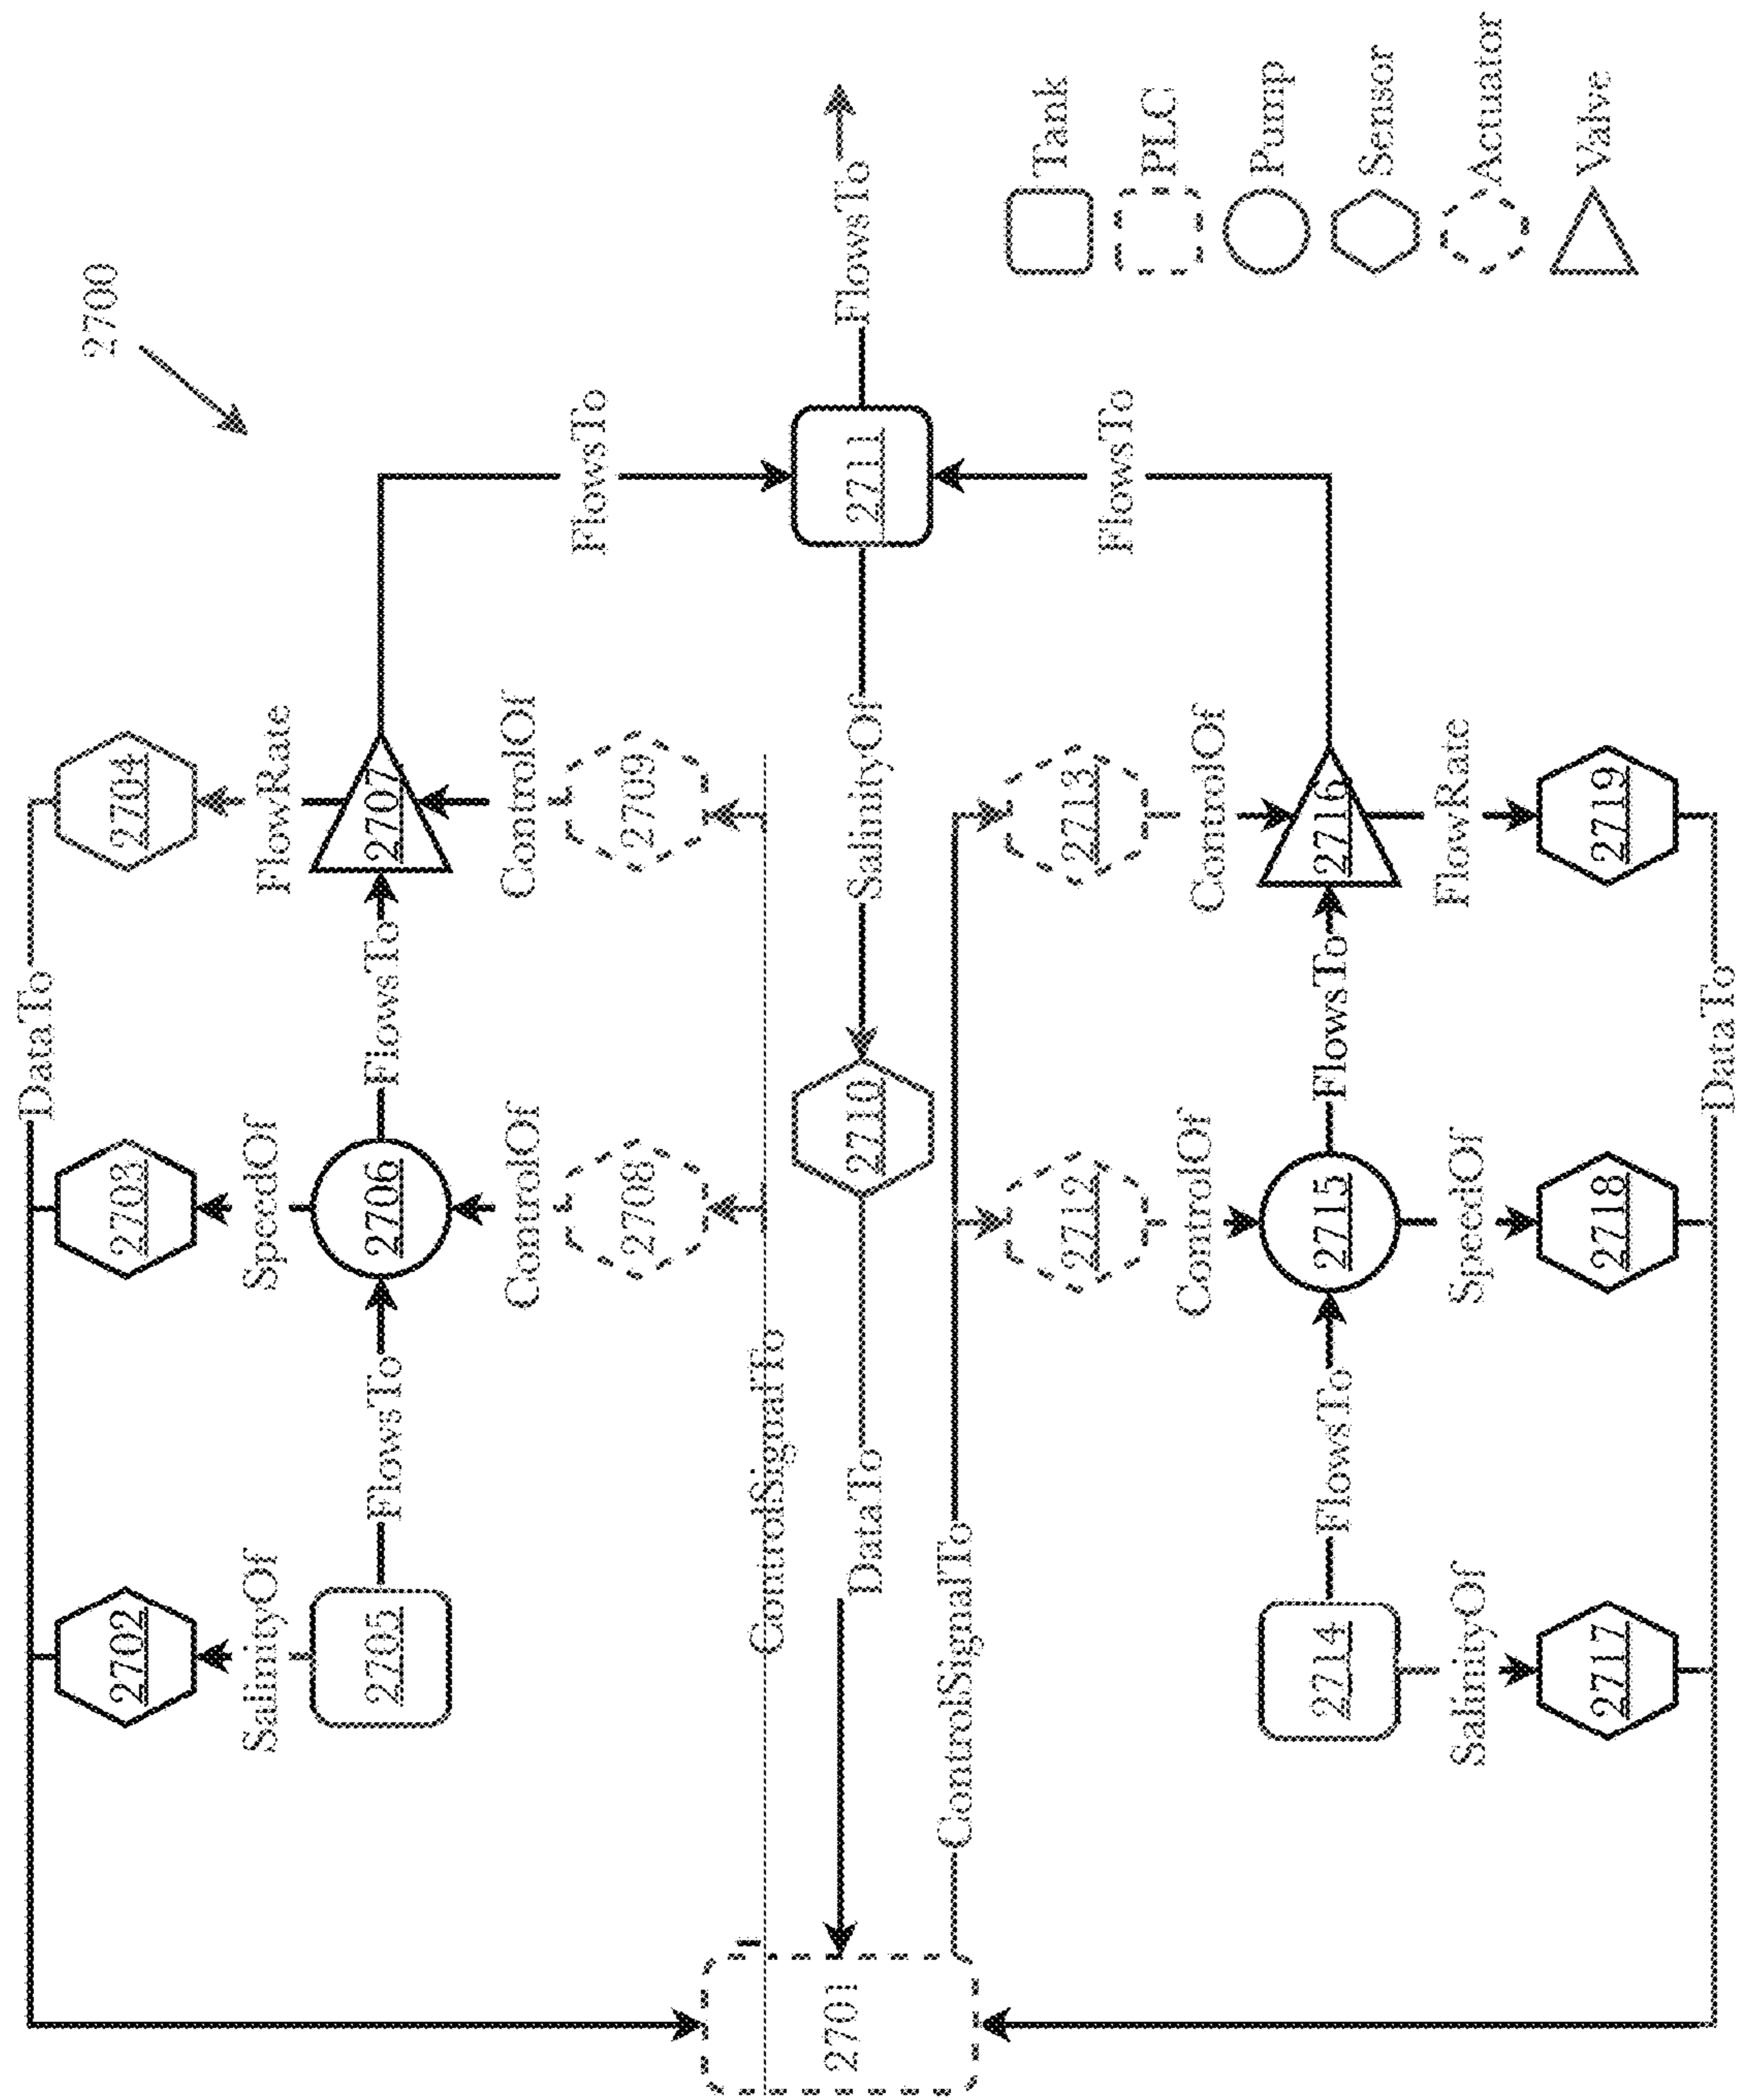 2700
DataTo
2702
2703
2704
SalinityOf
SpeedOf
FlowRate
2705
FlowsTo
2706
FlowsTo
2707
ControlOf
ControlOf
FlowsTo
2708
2709
ControlSignalTo
2701
DataTo
2710
SalinityOf
2711
FlowsTo
ControlSignalTo
2712
2713
FlowsTo
ControlOf
ControlOf
2714
FlowsTo
2715
FlowsTo
2716
SalinityOf
SpeedOf
FlowRate
2717
2718
2719
DataTo
Tank
PLC
Pump
Sensor
Actuator
Valve